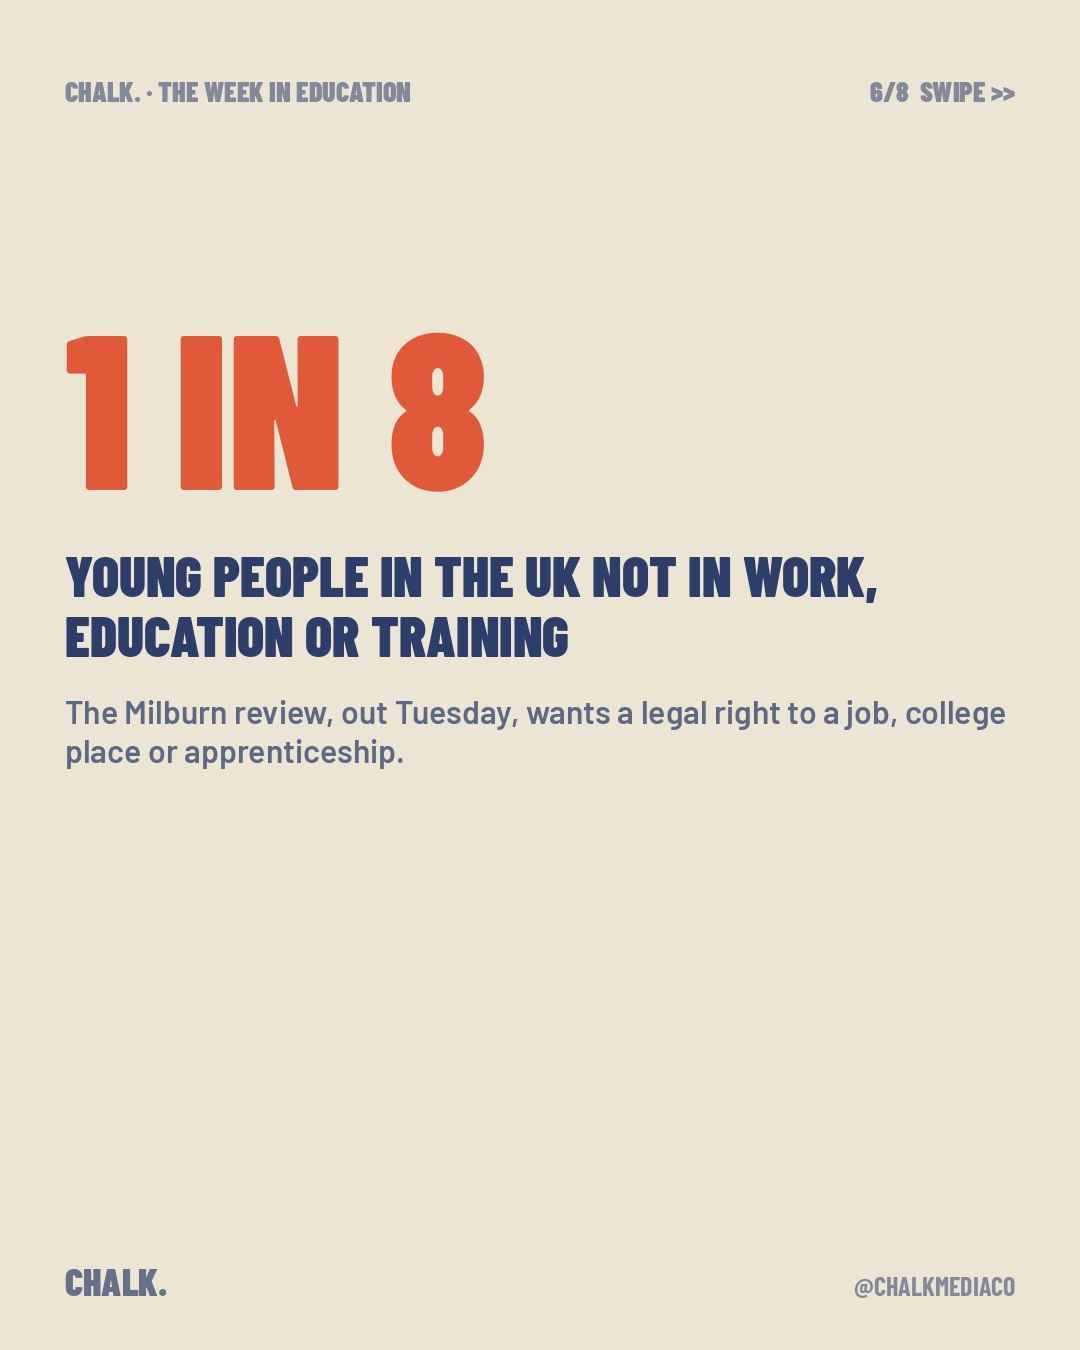 CHALK. · THE WEEK IN EDUCATION
6/8 SWIPE >>
1 IN 8
YOUNG PEOPLE IN THE UK NOT IN WORK,
EDUCATION OR TRAINING
The Milburn review, out Tuesday, wants a legal right to a job, college
place or apprenticeship.
CHALK.
@CHALKMEDIACO